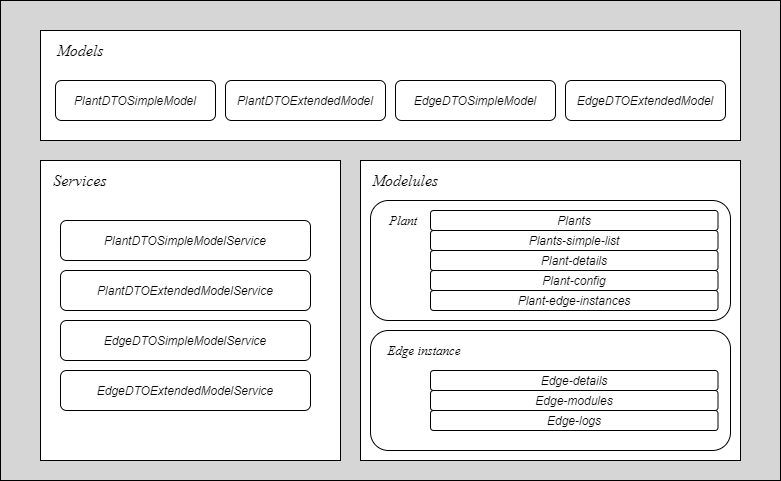 Models
PlantDTOSimpleModel
PlantDTOExtendedModel
EdgeDTOSimpleModel
EdgeDTOExtendedModel
Services
PlantDTOSimpleModelService
PlantDTOExtendedModelService
EdgeDTOSimpleModelService
EdgeDTOExtendedModelService
Modelules
Plant
Plants
Plants-simple-list
Plant-details
Plant-config
Plant-edge-instances
Edge instance
Edge-details
Edge-modules
Edge-logs